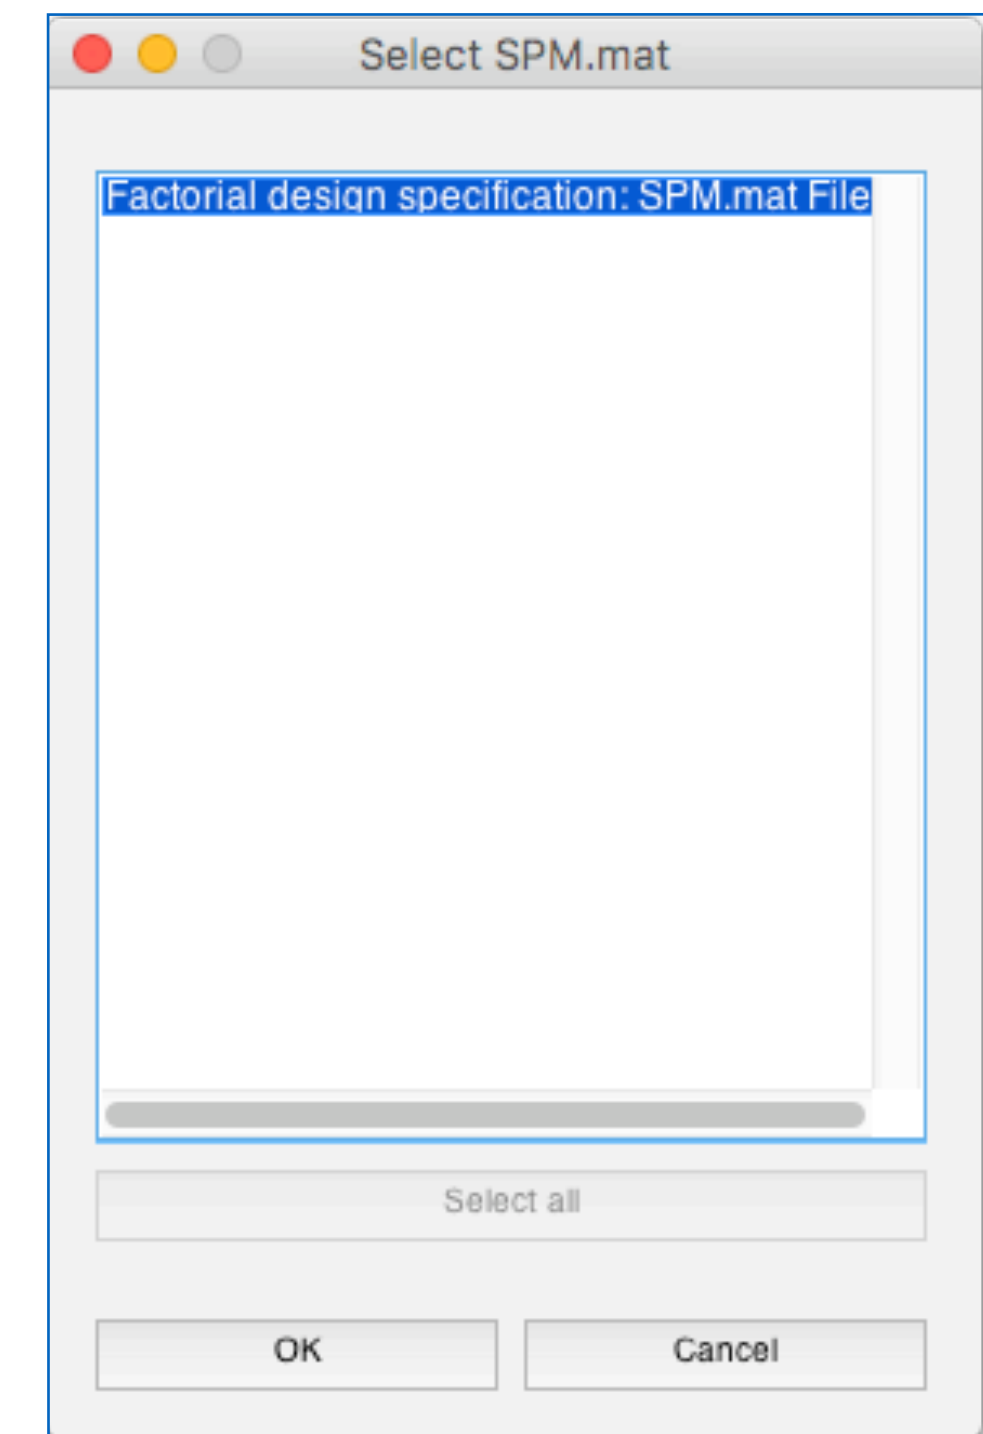 Select SPM.mat
Factorial design specification: SPM.mat File
Select all
OK
Cancel